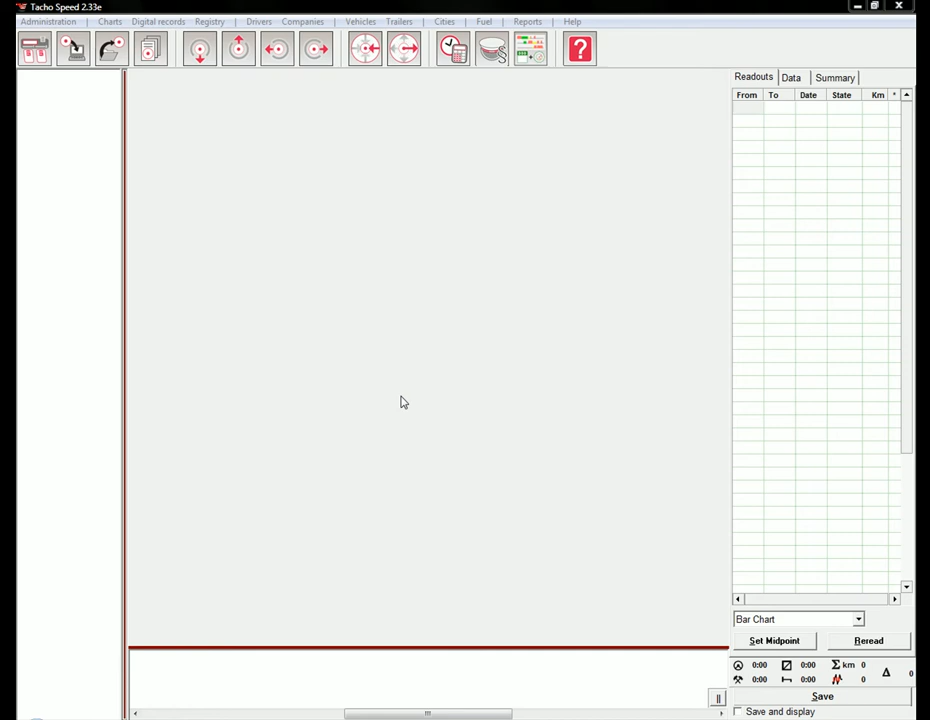 Tacho Speed 2.33e
Administration Charts Digital records Registry Drivers Companies Vehicles Trailers Cities Fuel Reports Help
Readouts Data Summary
From To Date State Km *
Bar Chart
Set Midpoint Reread
0:00 0:00 Σ km 0
0:00 0:00 0 Δ 0
Save
Save and display